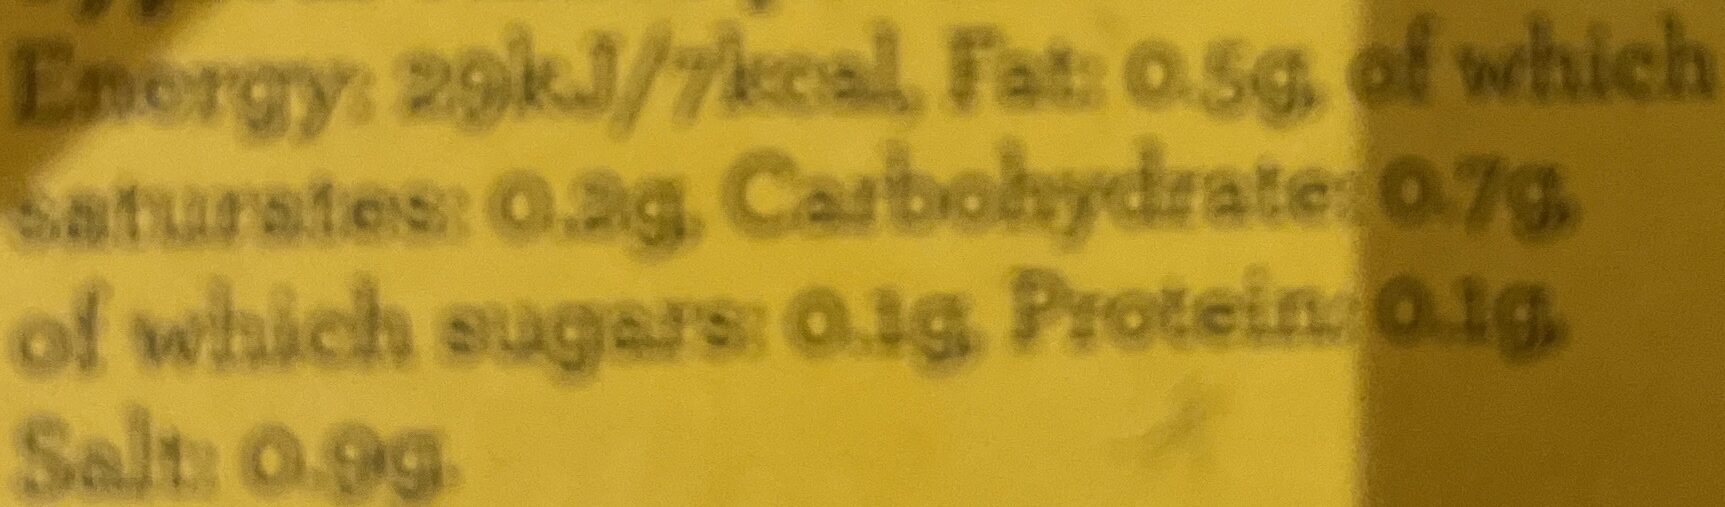 Energy: 29kJ/7kcal, Fat: 0.5g, of which
saturates: 0.2g, Carbohydrate: 0.7g,
of which sugars: 0.1g, Protein: 0.1g,
Salt: 0.9g.